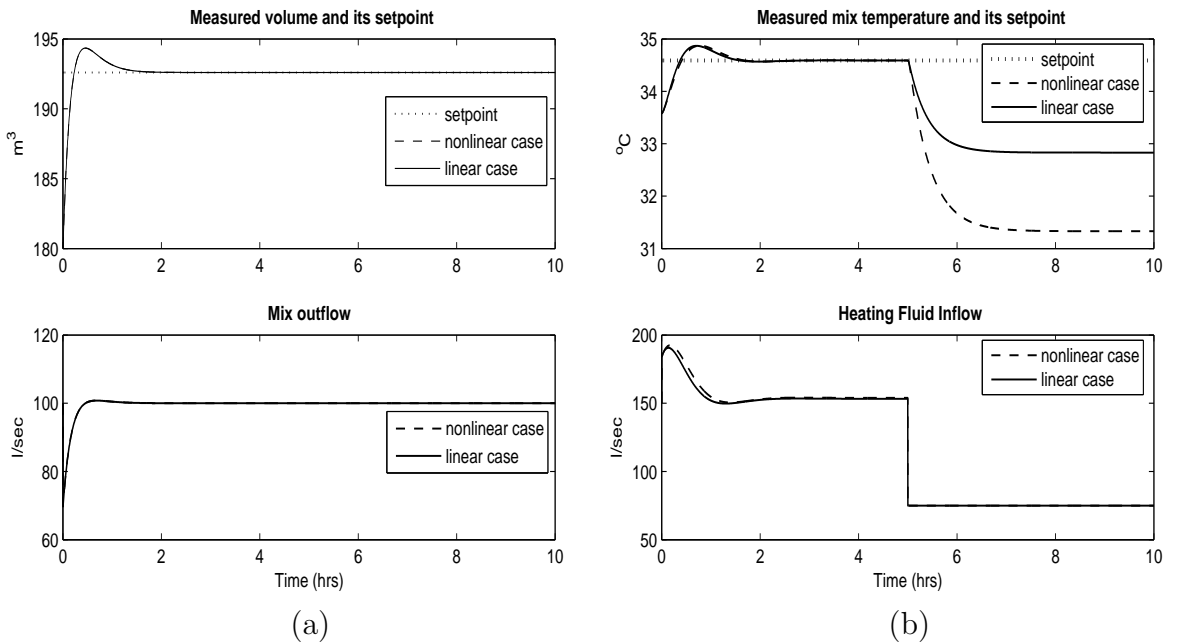 Measured volume and its setpoint
195
190
185
180
m³
0 2 4 6 8 10
setpoint
nonlinear case
linear case
Mix outflow
120
100
80
60
l/sec
0 2 4 6 8 10
nonlinear case
linear case
Time (hrs)
(a)
Measured mix temperature and its setpoint
35
34
33
32
31
ºC
0 2 4 6 8 10
setpoint
nonlinear case
linear case
Heating Fluid Inflow
200
150
100
50
l/sec
0 2 4 6 8 10
nonlinear case
linear case
Time (hrs)
(b)